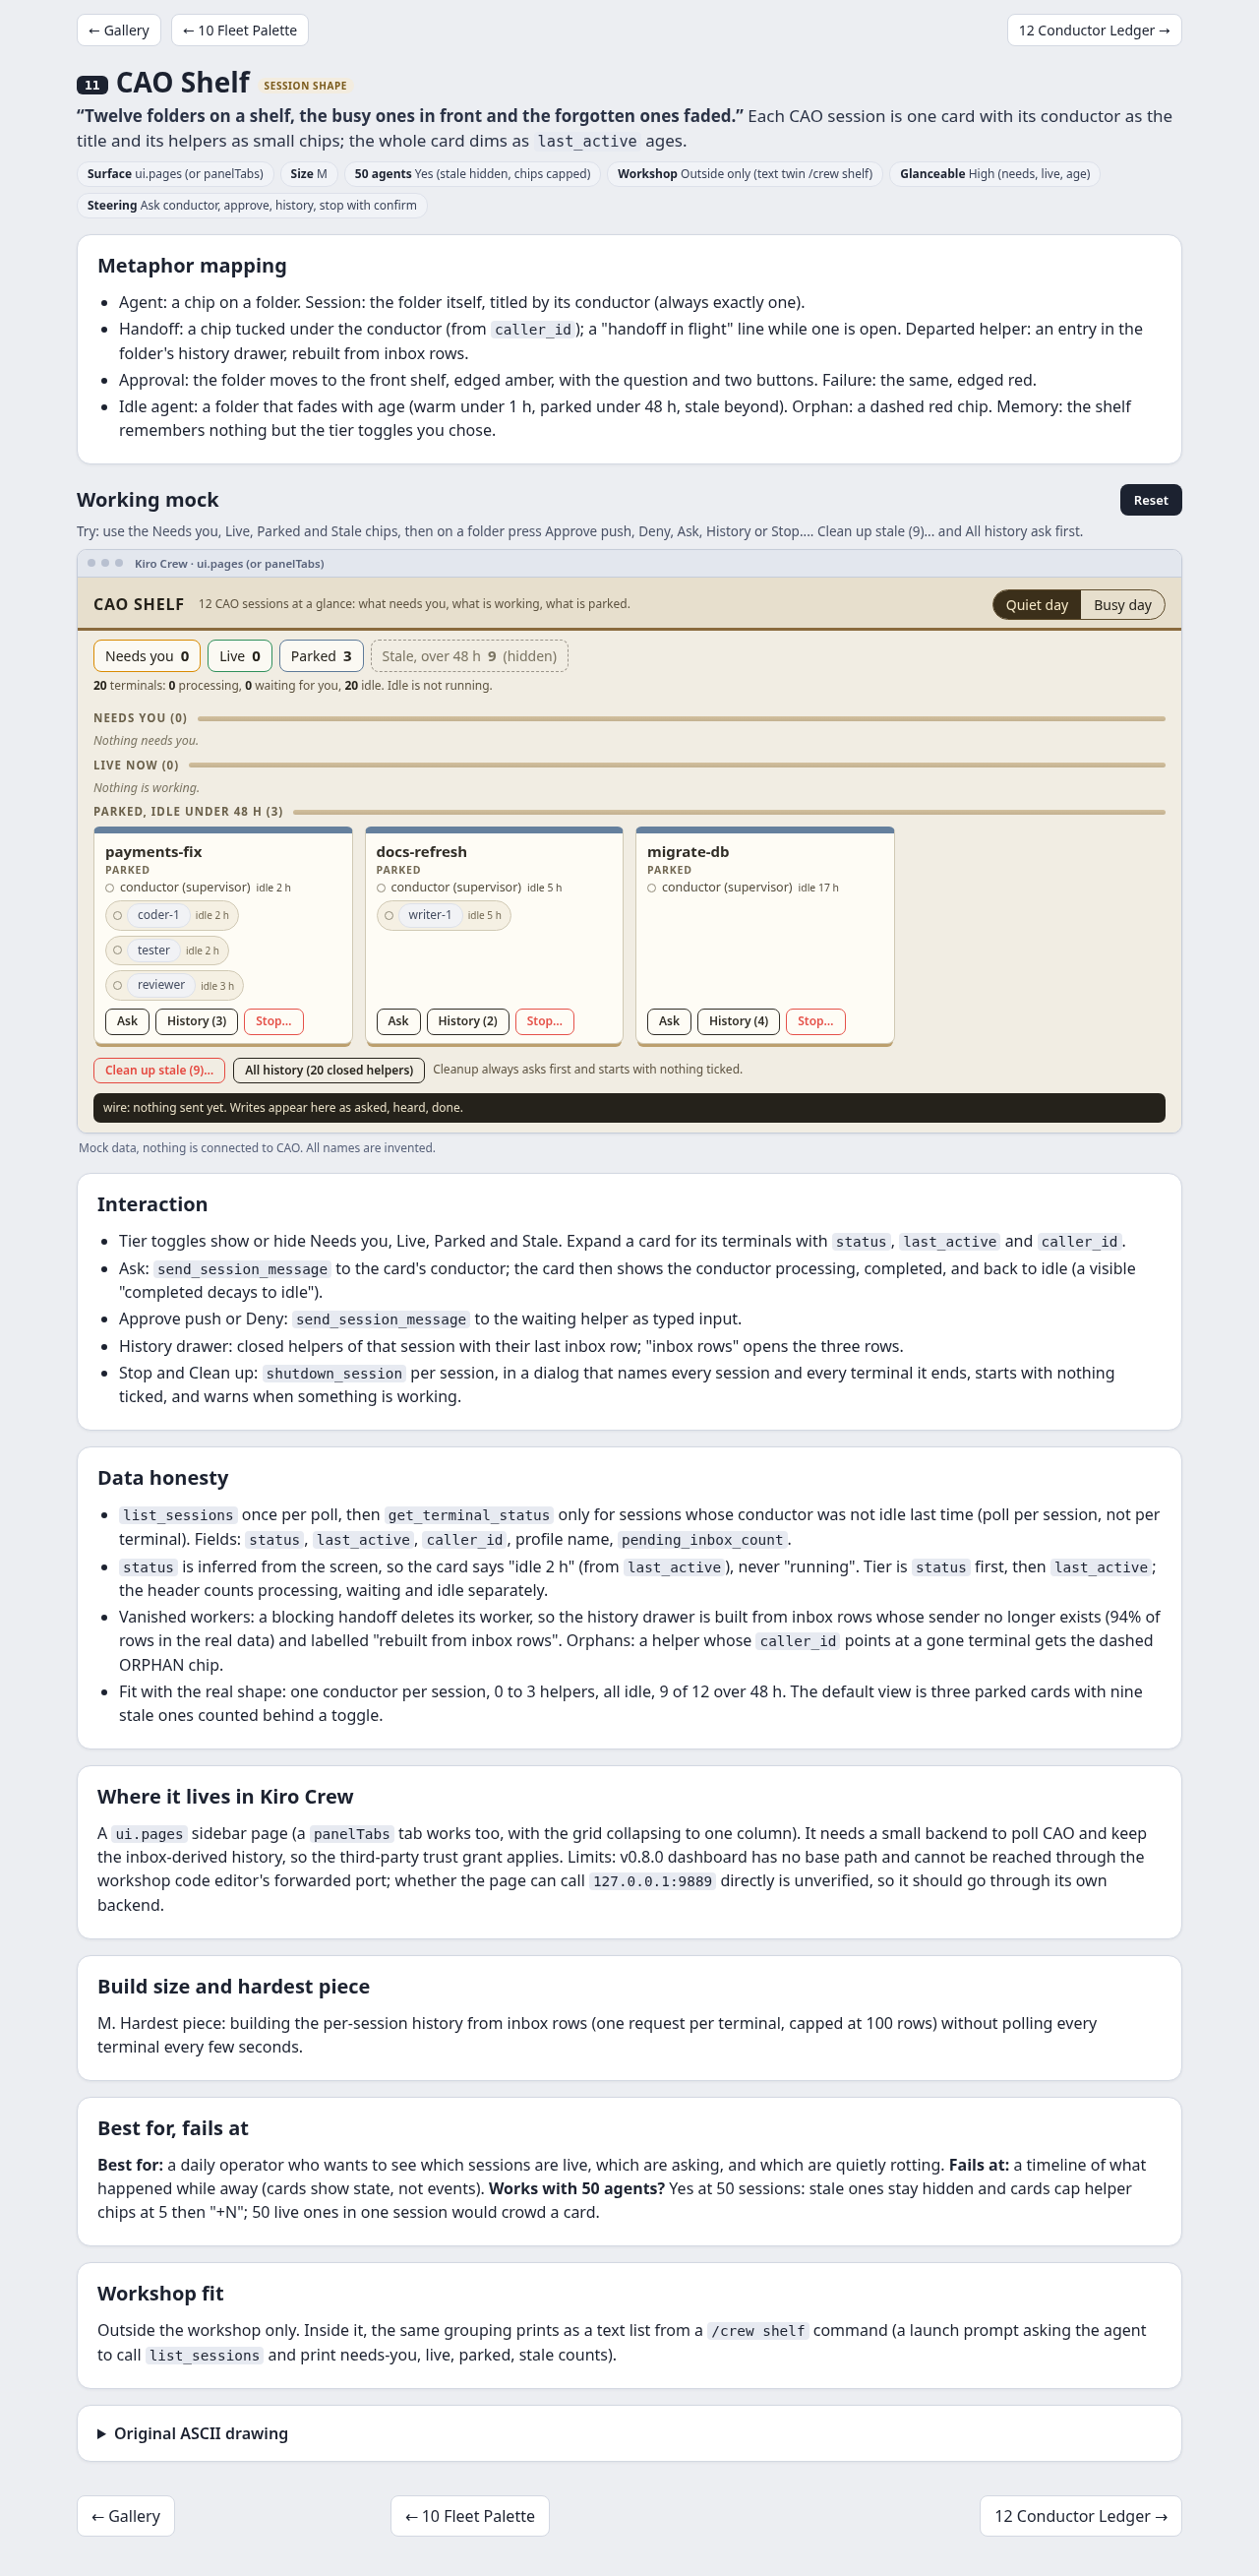 ← Gallery
← 10 Fleet Palette
12 Conductor Ledger →
11 CAO Shelf SESSION SHAPE
“Twelve folders on a shelf, the busy ones in front and the forgotten ones faded.” Each CAO session is one card with its conductor as the
title and its helpers as small chips; the whole card dims as last_active ages.
Surface ui.pages (or panelTabs)
Size M
50 agents Yes (stale hidden, chips capped)
Workshop Outside only (text twin /crew shelf)
Glanceable High (needs, live, age)
Steering Ask conductor, approve, history, stop with confirm
Metaphor mapping
• Agent: a chip on a folder. Session: the folder itself, titled by its conductor (always exactly one).
• Handoff: a chip tucked under the conductor (from caller_id); a "handoff in flight" line while one is open. Departed helper: an entry in the
folder's history drawer, rebuilt from inbox rows.
• Approval: the folder moves to the front shelf, edged amber, with the question and two buttons. Failure: the same, edged red.
• Idle agent: a folder that fades with age (warm under 1 h, parked under 48 h, stale beyond). Orphan: a dashed red chip. Memory: the shelf
remembers nothing but the tier toggles you chose.
Working mock
Reset
Try: use the Needs you, Live, Parked and Stale chips, then on a folder press Approve push, Deny, Ask, History or Stop.... Clean up stale (9)... and All history ask first.
Kiro Crew · ui.pages (or panelTabs)
CAO SHELF 12 CAO sessions at a glance: what needs you, what is working, what is parked.
Quiet day Busy day
Needs you 0
Live 0
Parked 3
Stale, over 48 h 9 (hidden)
20 terminals: 0 processing, 0 waiting for you, 20 idle. Idle is not running.
NEEDS YOU (0)
Nothing needs you.
LIVE NOW (0)
Nothing is working.
PARKED, IDLE UNDER 48 H (3)
payments-fix
PARKED
conductor (supervisor) idle 2 h
coder-1 idle 2 h
tester idle 2 h
reviewer idle 3 h
Ask History (3) Stop...
docs-refresh
PARKED
conductor (supervisor) idle 5 h
writer-1 idle 5 h
Ask History (2) Stop...
migrate-db
PARKED
conductor (supervisor) idle 17 h
Ask History (4) Stop...
Clean up stale (9)... All history (20 closed helpers) Cleanup always asks first and starts with nothing ticked.
wire: nothing sent yet. Writes appear here as asked, heard, done.
Mock data, nothing is connected to CAO. All names are invented.
Interaction
• Tier toggles show or hide Needs you, Live, Parked and Stale. Expand a card for its terminals with status, last_active and caller_id.
• Ask: send_session_message to the card's conductor; the card then shows the conductor processing, completed, and back to idle (a visible
"completed decays to idle").
• Approve push or Deny: send_session_message to the waiting helper as typed input.
• History drawer: closed helpers of that session with their last inbox row; "inbox rows" opens the three rows.
• Stop and Clean up: shutdown_session per session, in a dialog that names every session and every terminal it ends, starts with nothing
ticked, and warns when something is working.
Data honesty
• list_sessions once per poll, then get_terminal_status only for sessions whose conductor was not idle last time (poll per session, not per
terminal). Fields: status, last_active, caller_id, profile name, pending_inbox_count.
• status is inferred from the screen, so the card says "idle 2 h" (from last_active), never "running". Tier is status first, then last_active;
the header counts processing, waiting and idle separately.
• Vanished workers: a blocking handoff deletes its worker, so the history drawer is built from inbox rows whose sender no longer exists (94% of
rows in the real data) and labelled "rebuilt from inbox rows". Orphans: a helper whose caller_id points at a gone terminal gets the dashed
ORPHAN chip.
• Fit with the real shape: one conductor per session, 0 to 3 helpers, all idle, 9 of 12 over 48 h. The default view is three parked cards with nine
stale ones counted behind a toggle.
Where it lives in Kiro Crew
A ui.pages sidebar page (a panelTabs tab works too, with the grid collapsing to one column). It needs a small backend to poll CAO and keep
the inbox-derived history, so the third-party trust grant applies. Limits: v0.8.0 dashboard has no base path and cannot be reached through the
workshop code editor's forwarded port; whether the page can call 127.0.0.1:9889 directly is unverified, so it should go through its own
backend.
Build size and hardest piece
M. Hardest piece: building the per-session history from inbox rows (one request per terminal, capped at 100 rows) without polling every
terminal every few seconds.
Best for, fails at
Best for: a daily operator who wants to see which sessions are live, which are asking, and which are quietly rotting. Fails at: a timeline of what
happened while away (cards show state, not events). Works with 50 agents? Yes at 50 sessions: stale ones stay hidden and cards cap helper
chips at 5 then "+N"; 50 live ones in one session would crowd a card.
Workshop fit
Outside the workshop only. Inside it, the same grouping prints as a text list from a /crew shelf command (a launch prompt asking the agent
to call list_sessions and print needs-you, live, parked, stale counts).
▶ Original ASCII drawing
← Gallery
← 10 Fleet Palette
12 Conductor Ledger →